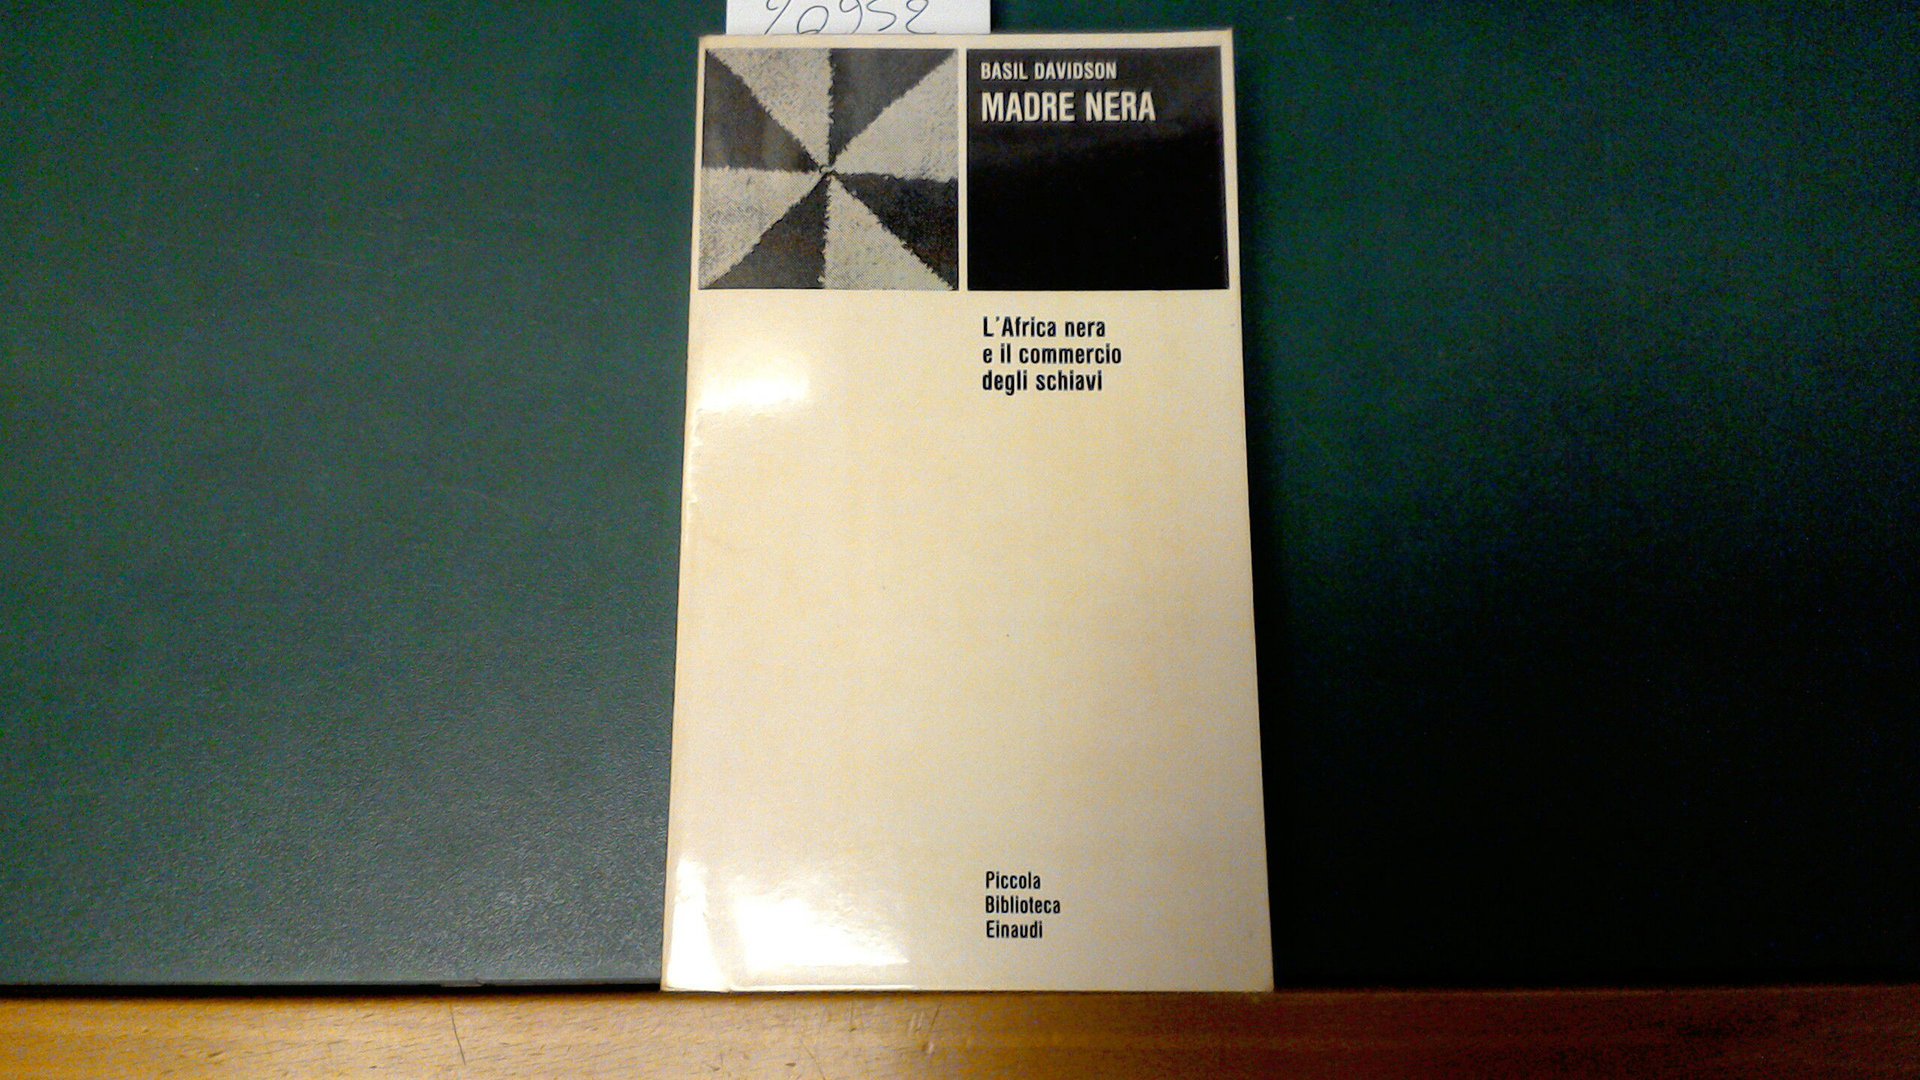 BASIL DAVIDSON
MADRE NERA
L'Africa nera
e il commercio
degli schiavi
Piccola
Biblioteca
Einaudi